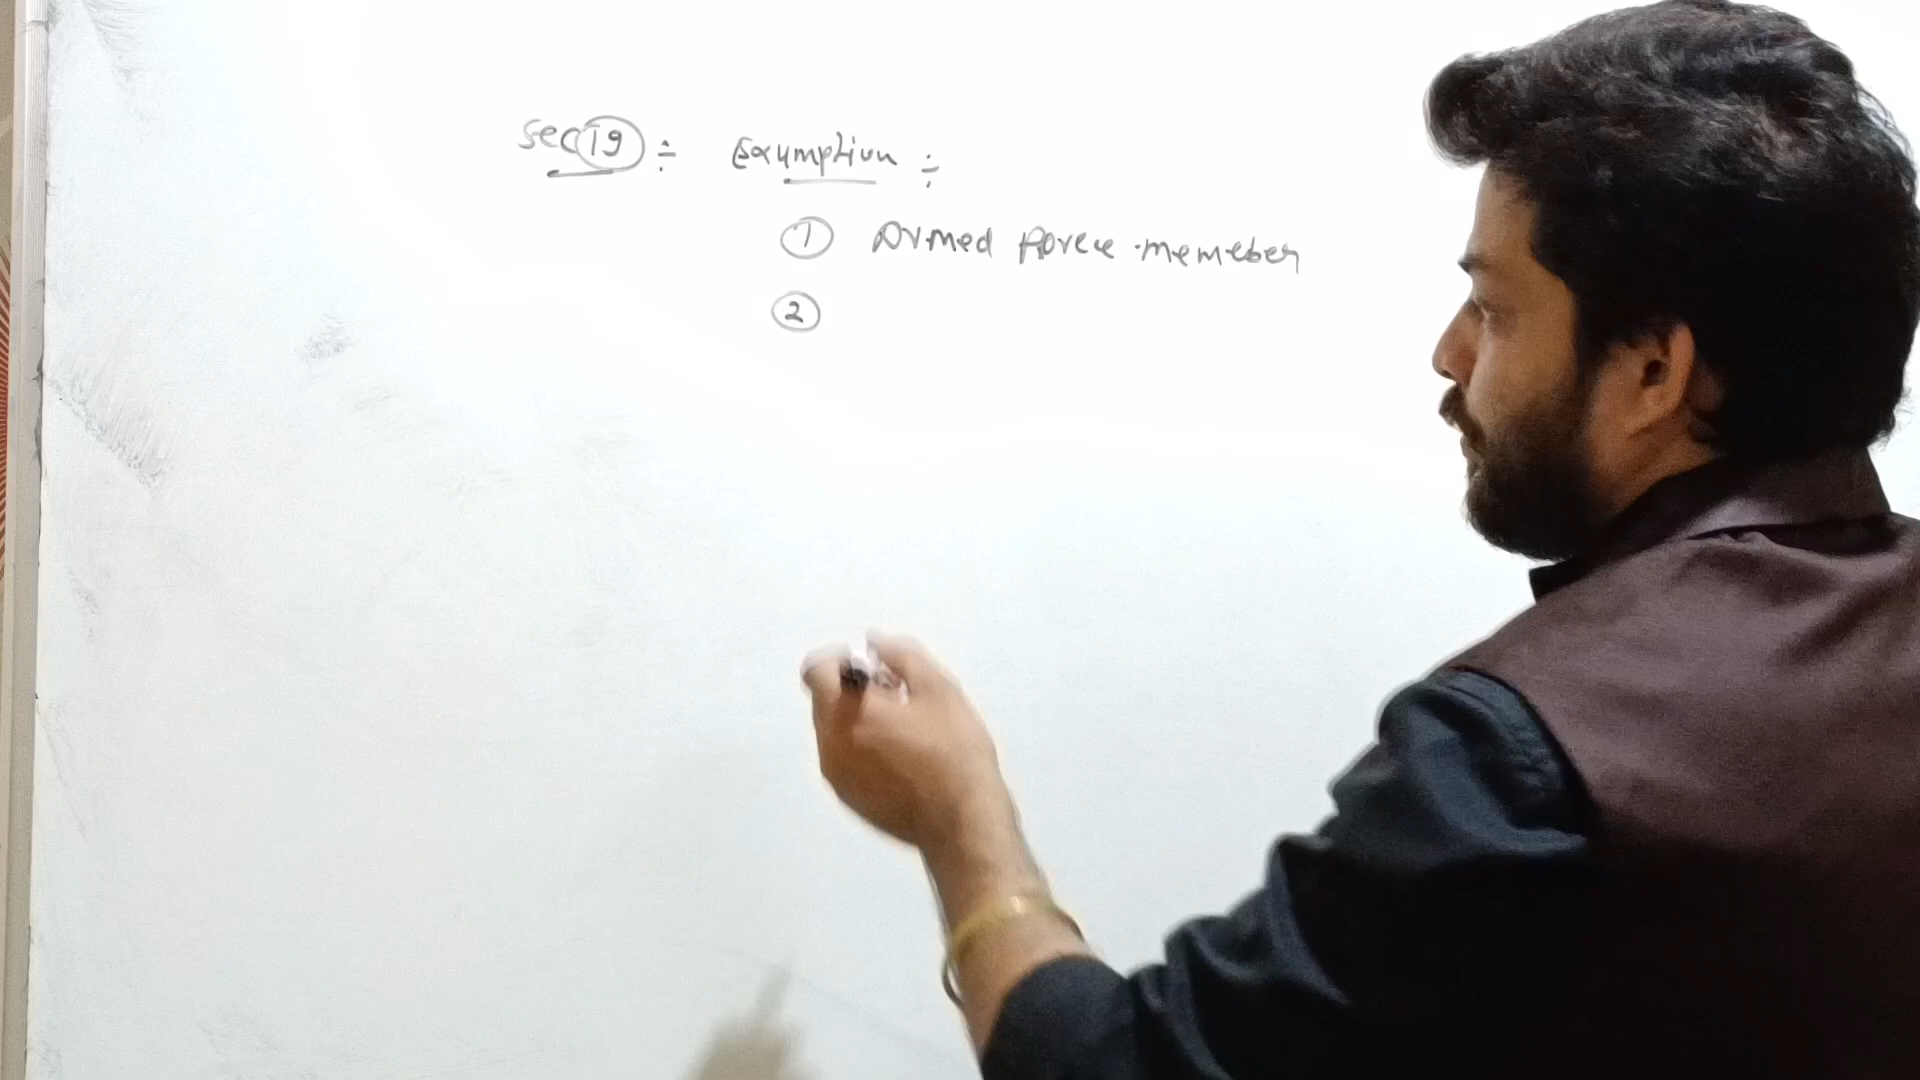 Sec 19 ÷ Exumption ÷
① Armed Force memeber
②